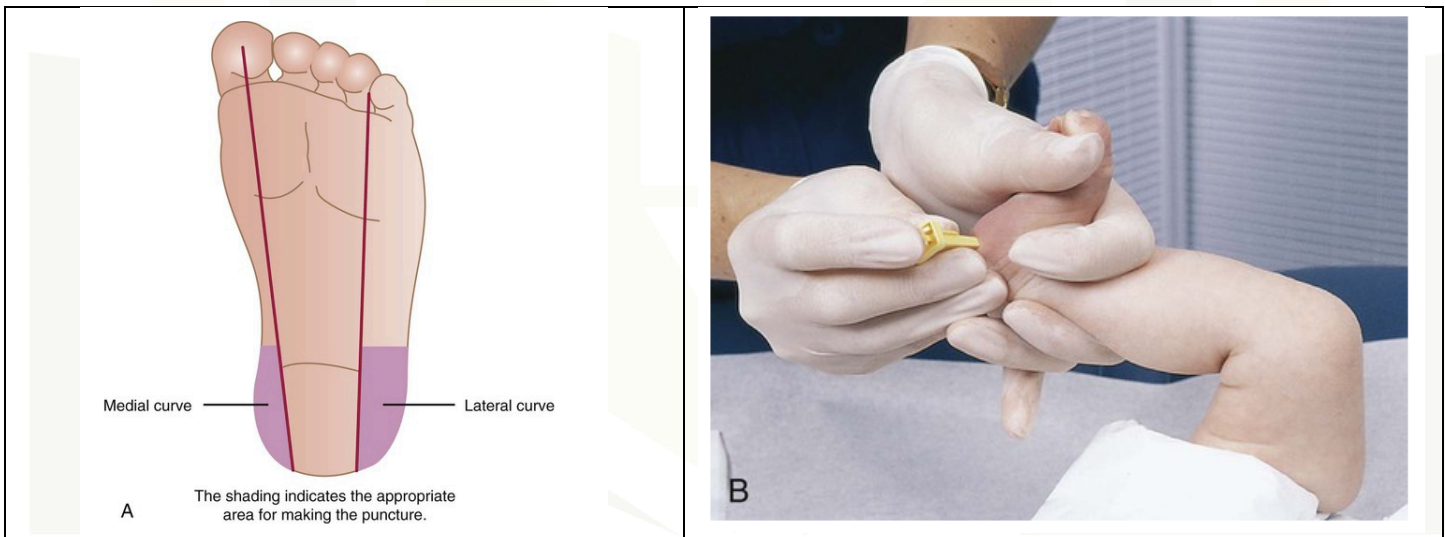 Medial curve
Lateral curve
The shading indicates the appropriate
area for making the puncture.
A
B